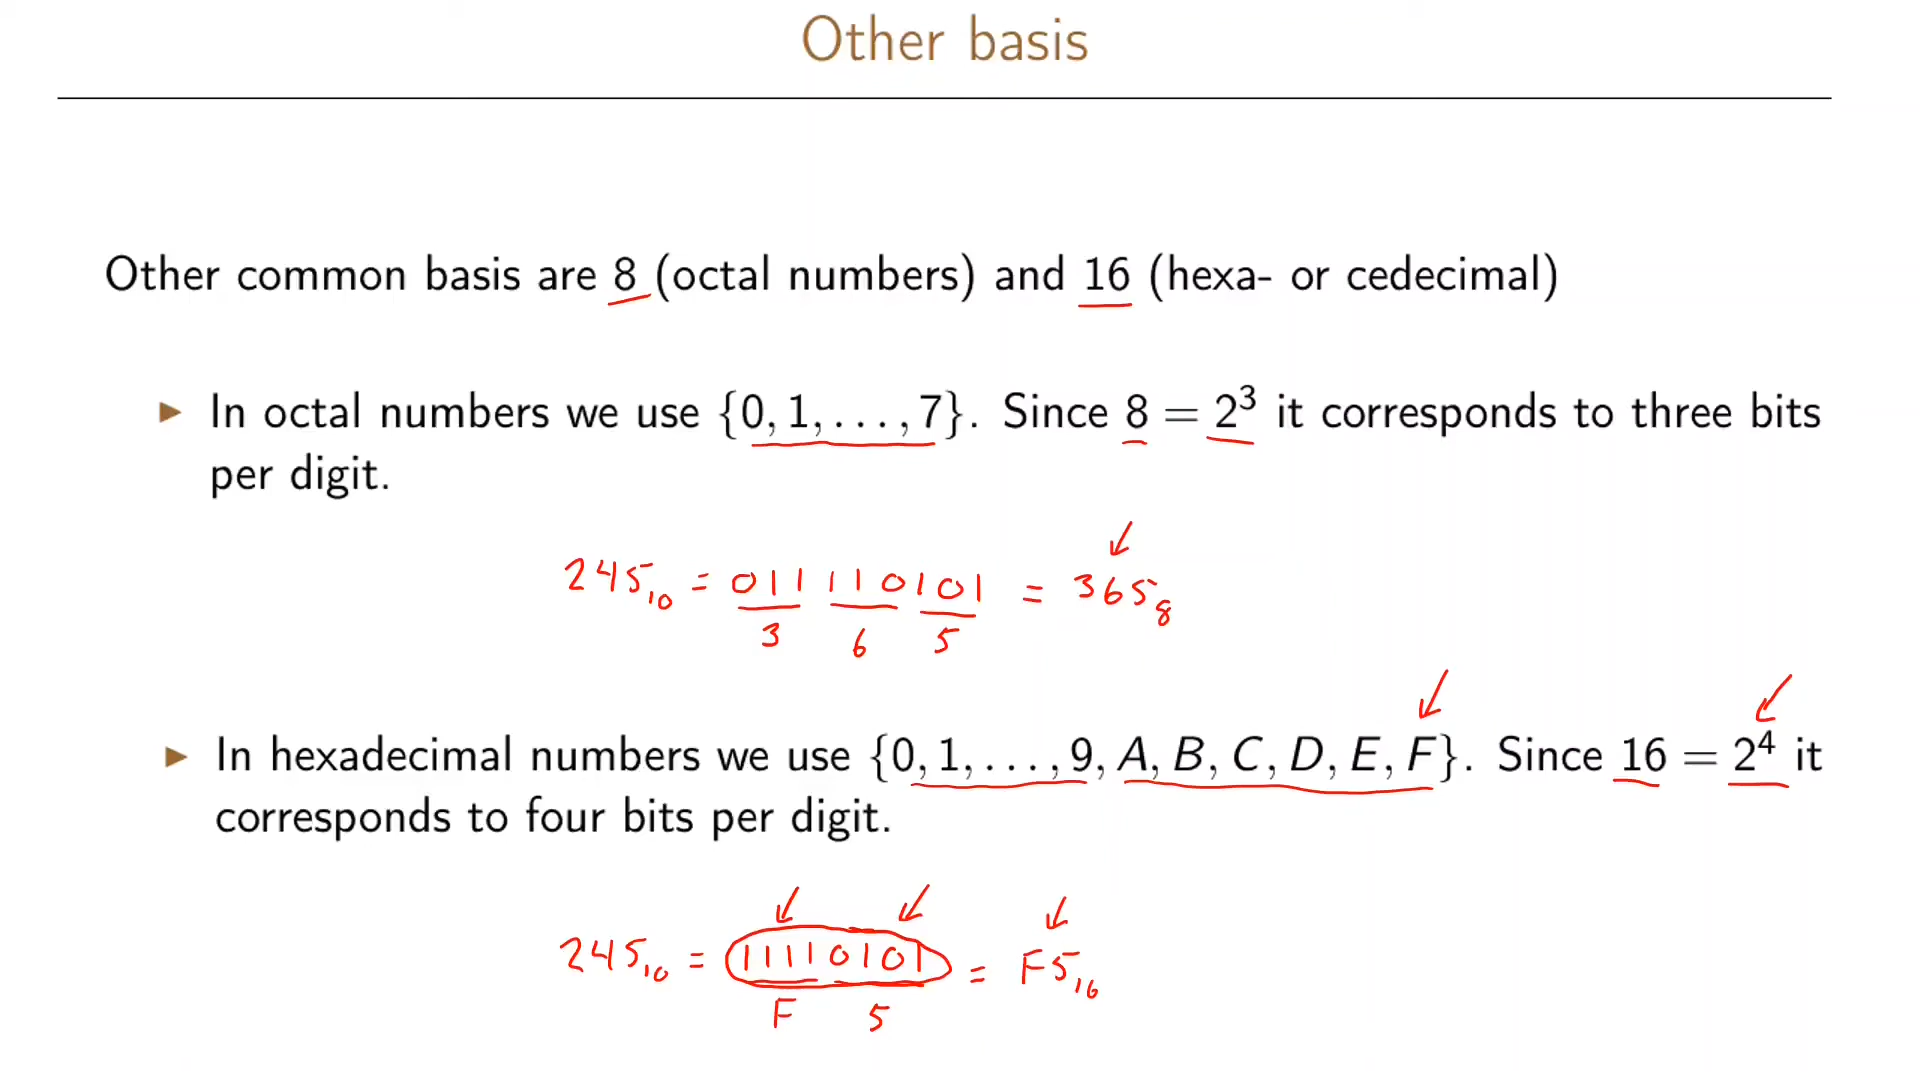 Other basis
Other common basis are 8 (octal numbers) and 16 (hexa- or cedecimal)
▶ In octal numbers we use {0, 1, . . . , 7}. Since 8 = 2³ it corresponds to three bits
per digit.
245₁₀ = 011110101 = 365₈
3 6 5
▶ In hexadecimal numbers we use {0, 1, . . . , 9, A, B, C, D, E, F}. Since 16 = 2⁴ it
corresponds to four bits per digit.
245₁₀ = 11110101 = F5₁₆
F 5